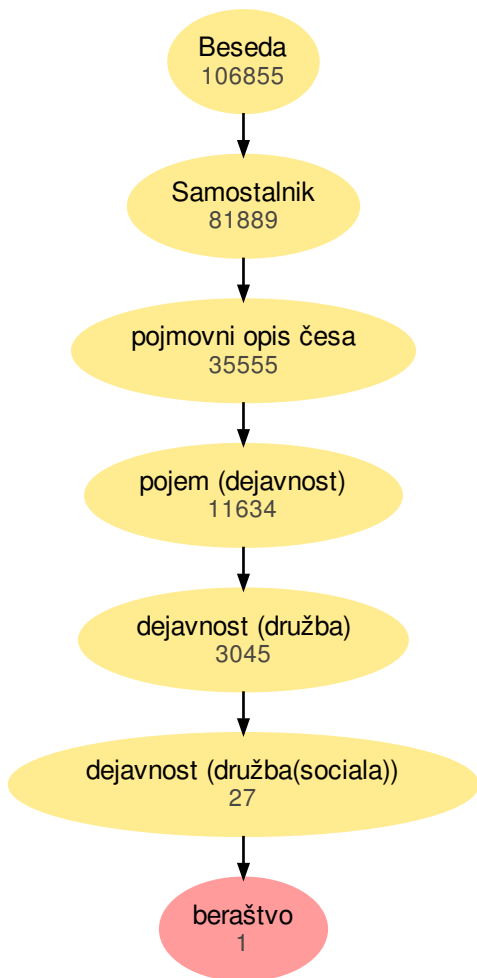 Beseda
106855
Samostalnik
81889
pojmovni opis česa
35555
pojem (dejavnost)
11634
dejavnost (družba)
3045
dejavnost (družba(sociala))
27
beraštvo
1